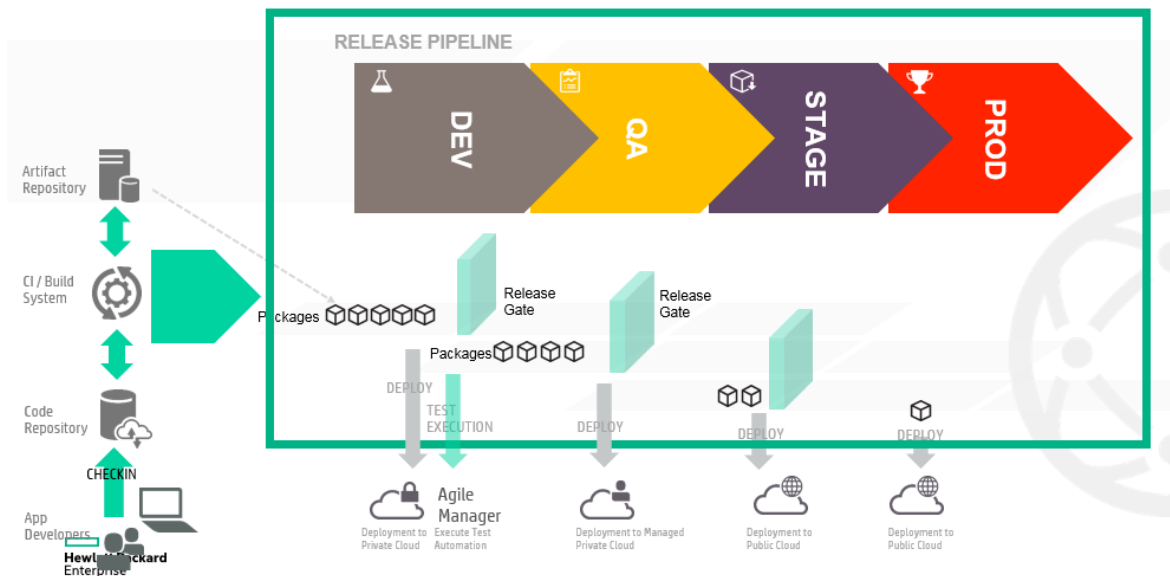 RELEASE PIPELINE
DEV
QA
STAGE
PROD
Artifact
Repository
CI / Build
System
Code
Repository
CHECKIN
App
Developers
Hewlett Packard
Enterprise
Packages
Release
Gate
Packages
Release
Gate
DEPLOY
TEST
EXECUTION
DEPLOY
DEPLOY
DEPLOY
Agile
Manager
Deployment to
Private Cloud
Execute Test
Automation
Deployment to Managed
Private Cloud
Deployment to
Public Cloud
Deployment to
Public Cloud